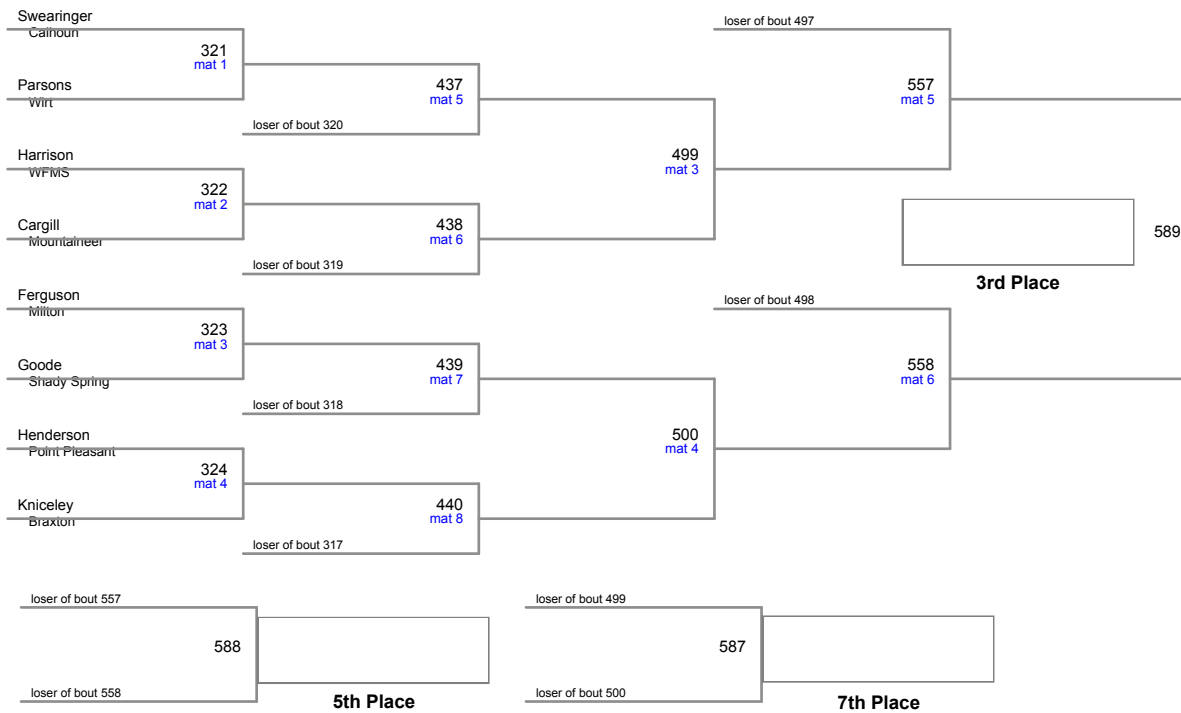 Swearinger
Calhoun
321
mat 1
Parsons
Wirt
437
mat 5
loser of bout 320
Harrison
WFMS
322
mat 2
Cargill
Mountaineer
438
mat 6
loser of bout 319
499
mat 3
loser of bout 497
557
mat 5
589
3rd Place
Ferguson
Milton
323
mat 3
Goode
Shady Spring
439
mat 7
loser of bout 318
Henderson
Point Pleasant
324
mat 4
Kniceley
Braxton
440
mat 8
loser of bout 317
500
mat 4
loser of bout 498
558
mat 6
loser of bout 557
588
loser of bout 558
5th Place
loser of bout 499
587
loser of bout 500
7th Place